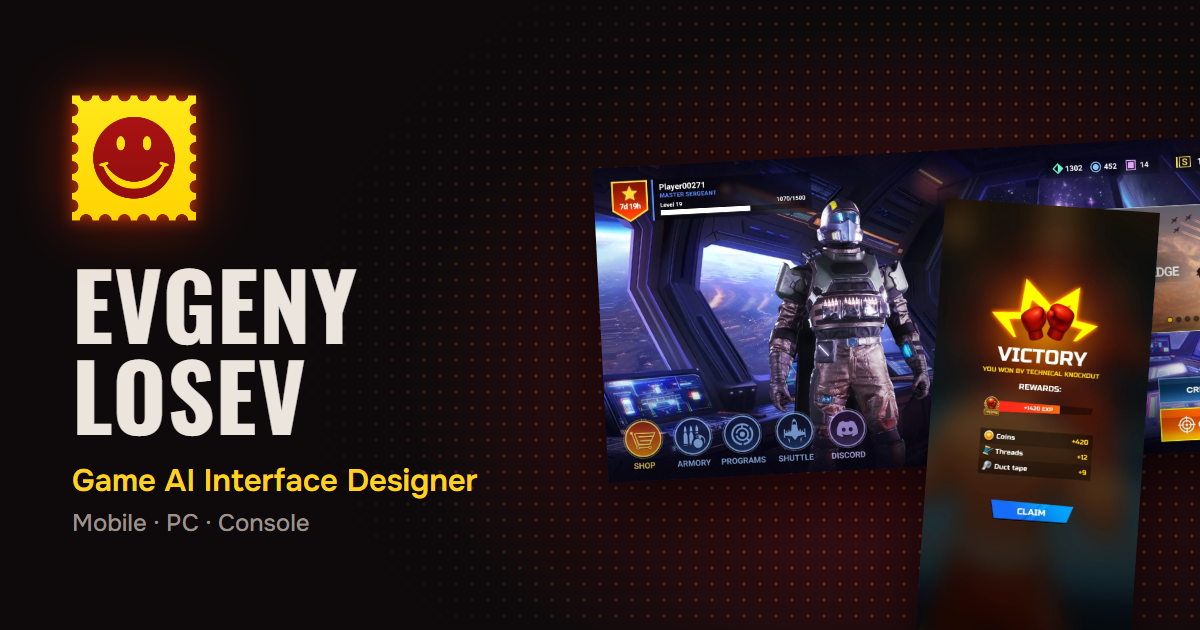 EVGENY
LOSEV
Game AI Interface Designer
Mobile · PC · Console
7d 19h
Player00271
MASTER SERGEANT
Level 19
1070/1500
1302
452
14
SHOP
ARMORY
PROGRAMS
SHUTTLE
DISCORD
VICTORY
YOU WON BY TECHNICAL KNOCKOUT
REWARDS:
+1420 EXP
Coins +420
Threads +12
Duct tape +9
CLAIM